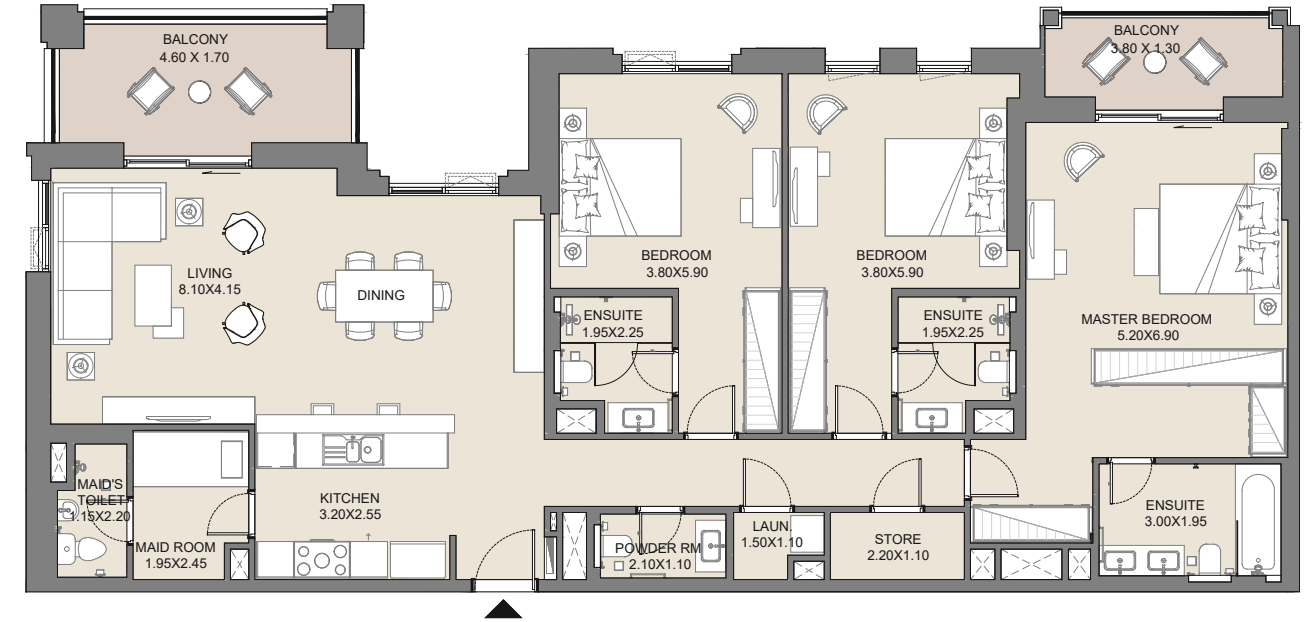 BALCONY
4.60 X 1.70
BALCONY
3.80 X 1.30
BEDROOM
3.80X5.90
BEDROOM
3.80X5.90
LIVING
8.10X4.15
DINING
ENSUITE
1.95X2.25
ENSUITE
1.95X2.25
MASTER BEDROOM
5.20X6.90
MAID'S
TOILET
1.15X2.20
KITCHEN
3.20X2.55
MAID ROOM
1.95X2.45
POWDER RM
2.10X1.10
LAUN.
1.50X1.10
STORE
2.20X1.10
ENSUITE
3.00X1.95